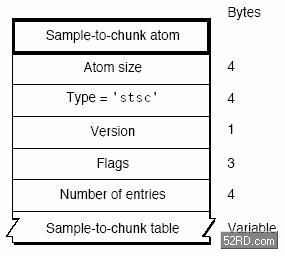 Bytes
Sample-to-chunk atom
Atom size 4
Type = 'stsc' 4
Version 1
Flags 3
Number of entries 4
Sample-to-chunk table Variable
52RD.com